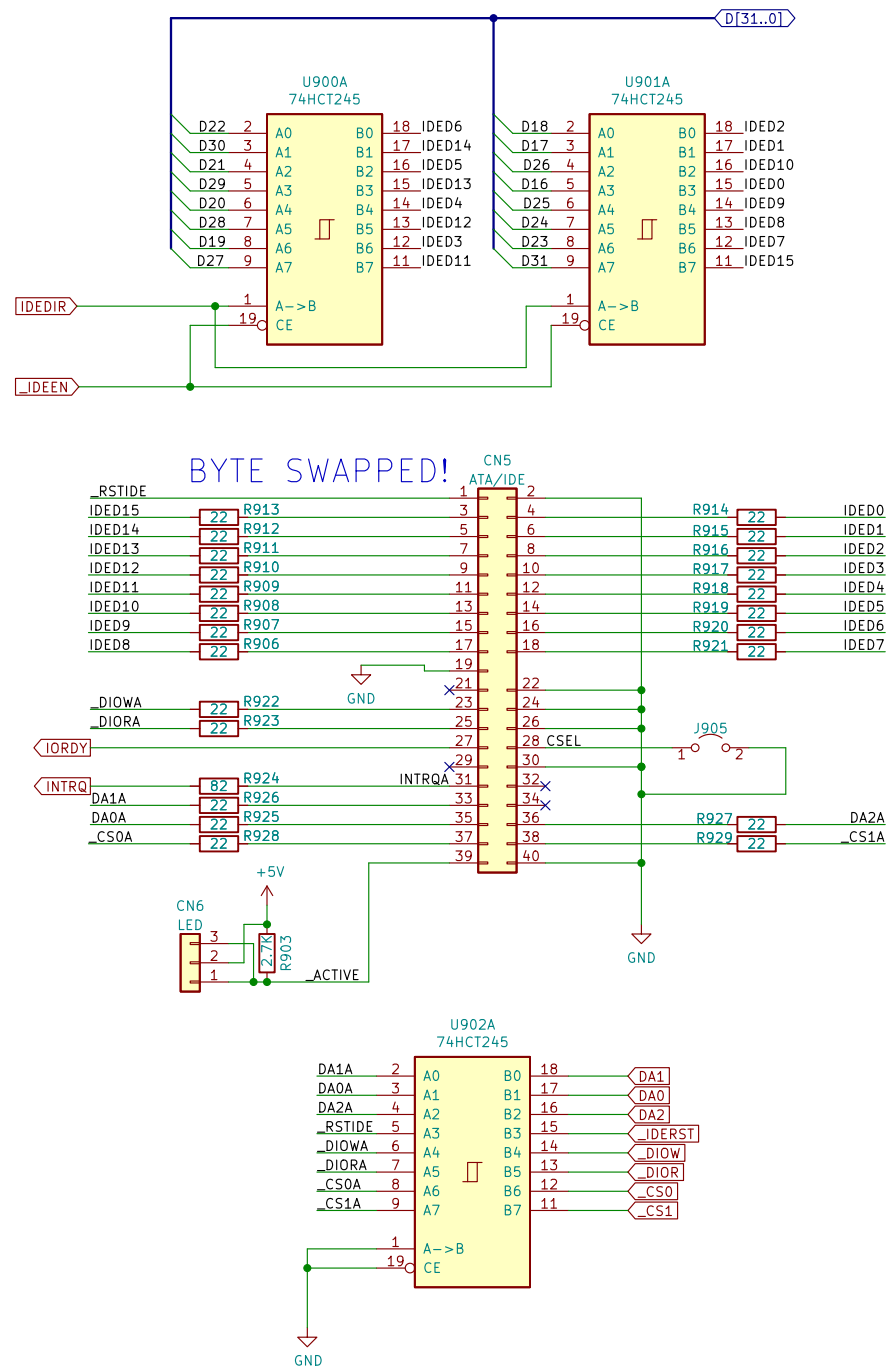 D[31..0]
U900A
74HCT245
U901A
74HCT245
D22 2 A0 B0 18 IDED6
D30 3 A1 B1 17 IDED14
D21 4 A2 B2 16 IDED5
D29 5 A3 B3 15 IDED13
D20 6 A4 B4 14 IDED4
D28 7 A5 B5 13 IDED12
D19 8 A6 B6 12 IDED3
D27 9 A7 B7 11 IDED11
1 A->B
19 CE
D18 2 A0 B0 18 IDED2
D17 3 A1 B1 17 IDED1
D26 4 A2 B2 16 IDED10
D16 5 A3 B3 15 IDED0
D25 6 A4 B4 14 IDED9
D24 7 A5 B5 13 IDED8
D23 8 A6 B6 12 IDED7
D31 9 A7 B7 11 IDED15
1 A->B
19 CE
IDEDIR
_IDEEN
BYTE SWAPPED!
CN5
ATA/IDE
_RSTIDE 1 2
IDED15 22 R913 3 4 R914 22 IDED0
IDED14 22 R912 5 6 R915 22 IDED1
IDED13 22 R911 7 8 R916 22 IDED2
IDED12 22 R910 9 10 R917 22 IDED3
IDED11 22 R909 11 12 R918 22 IDED4
IDED10 22 R908 13 14 R919 22 IDED5
IDED9 22 R907 15 16 R920 22 IDED6
IDED8 22 R906 17 18 R921 22 IDED7
19
GND
21 22
_DIOWA 22 R922 23 24
_DIORA 22 R923 25 26
IORDY 27 28 CSEL 1 J905 2
29 30
INTRQ 82 R924 INTRQA 31 32
DA1A 22 R926 33 34
DA0A 22 R925 35 36 R927 22 DA2A
_CS0A 22 R928 37 38 R929 22 _CS1A
39 40
+5V
CN6
LED
3
2
1
2.7K
R903
_ACTIVE
GND
U902A
74HCT245
DA1A 2 A0 B0 18 DA1
DA0A 3 A1 B1 17 DA0
DA2A 4 A2 B2 16 DA2
_RSTIDE 5 A3 B3 15 _IDERST
_DIOWA 6 A4 B4 14 _DIOW
_DIORA 7 A5 B5 13 _DIOR
_CS0A 8 A6 B6 12 _CS0
_CS1A 9 A7 B7 11 _CS1
1 A->B
19 CE
GND